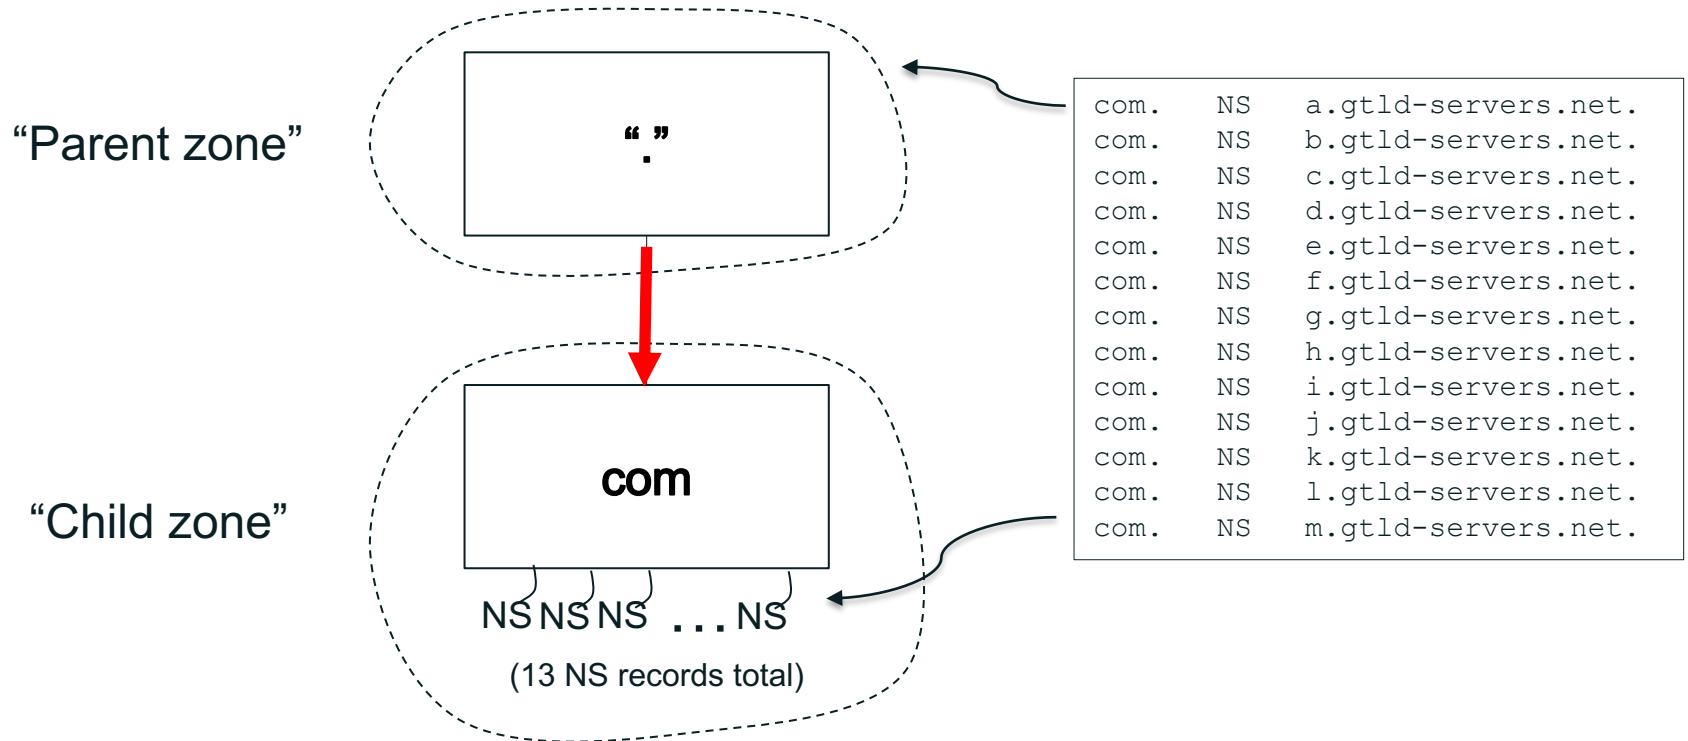 “Parent zone”
“.”
“Child zone”
com
NS NS NS ... NS
(13 NS records total)
com. NS a.gtld-servers.net.
com. NS b.gtld-servers.net.
com. NS c.gtld-servers.net.
com. NS d.gtld-servers.net.
com. NS e.gtld-servers.net.
com. NS f.gtld-servers.net.
com. NS g.gtld-servers.net.
com. NS h.gtld-servers.net.
com. NS i.gtld-servers.net.
com. NS j.gtld-servers.net.
com. NS k.gtld-servers.net.
com. NS l.gtld-servers.net.
com. NS m.gtld-servers.net.